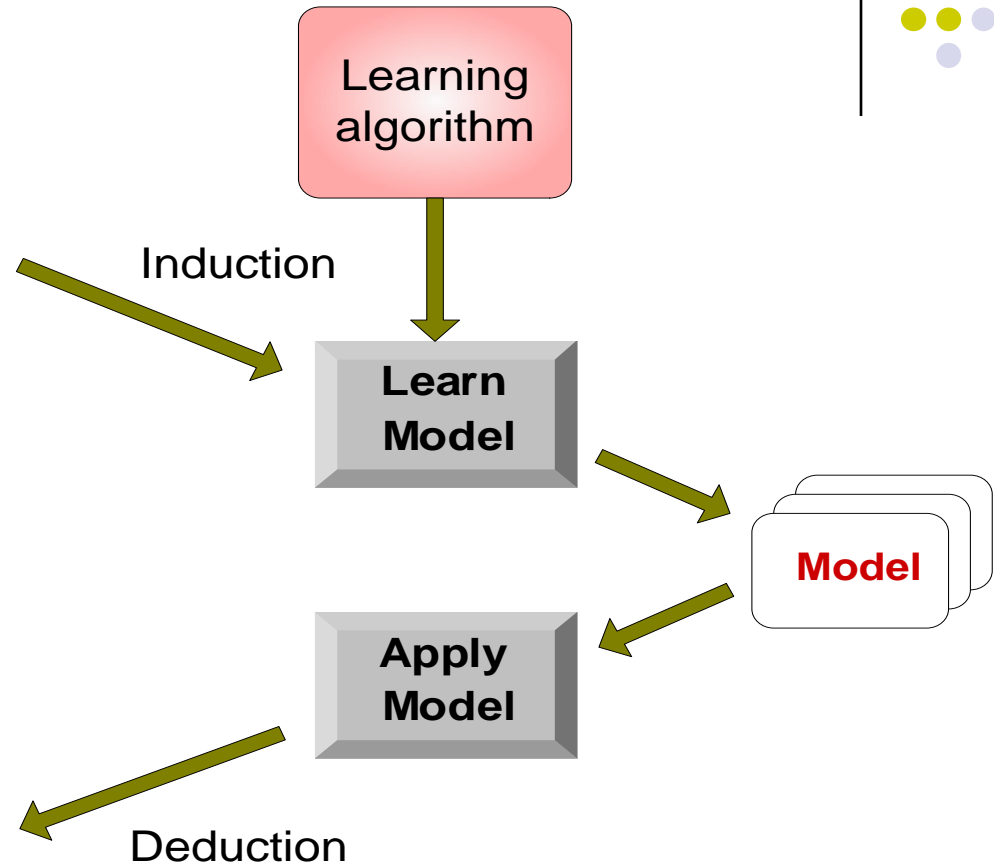 Learning
algorithm
Induction
Learn
Model
Model
Apply
Model
Deduction